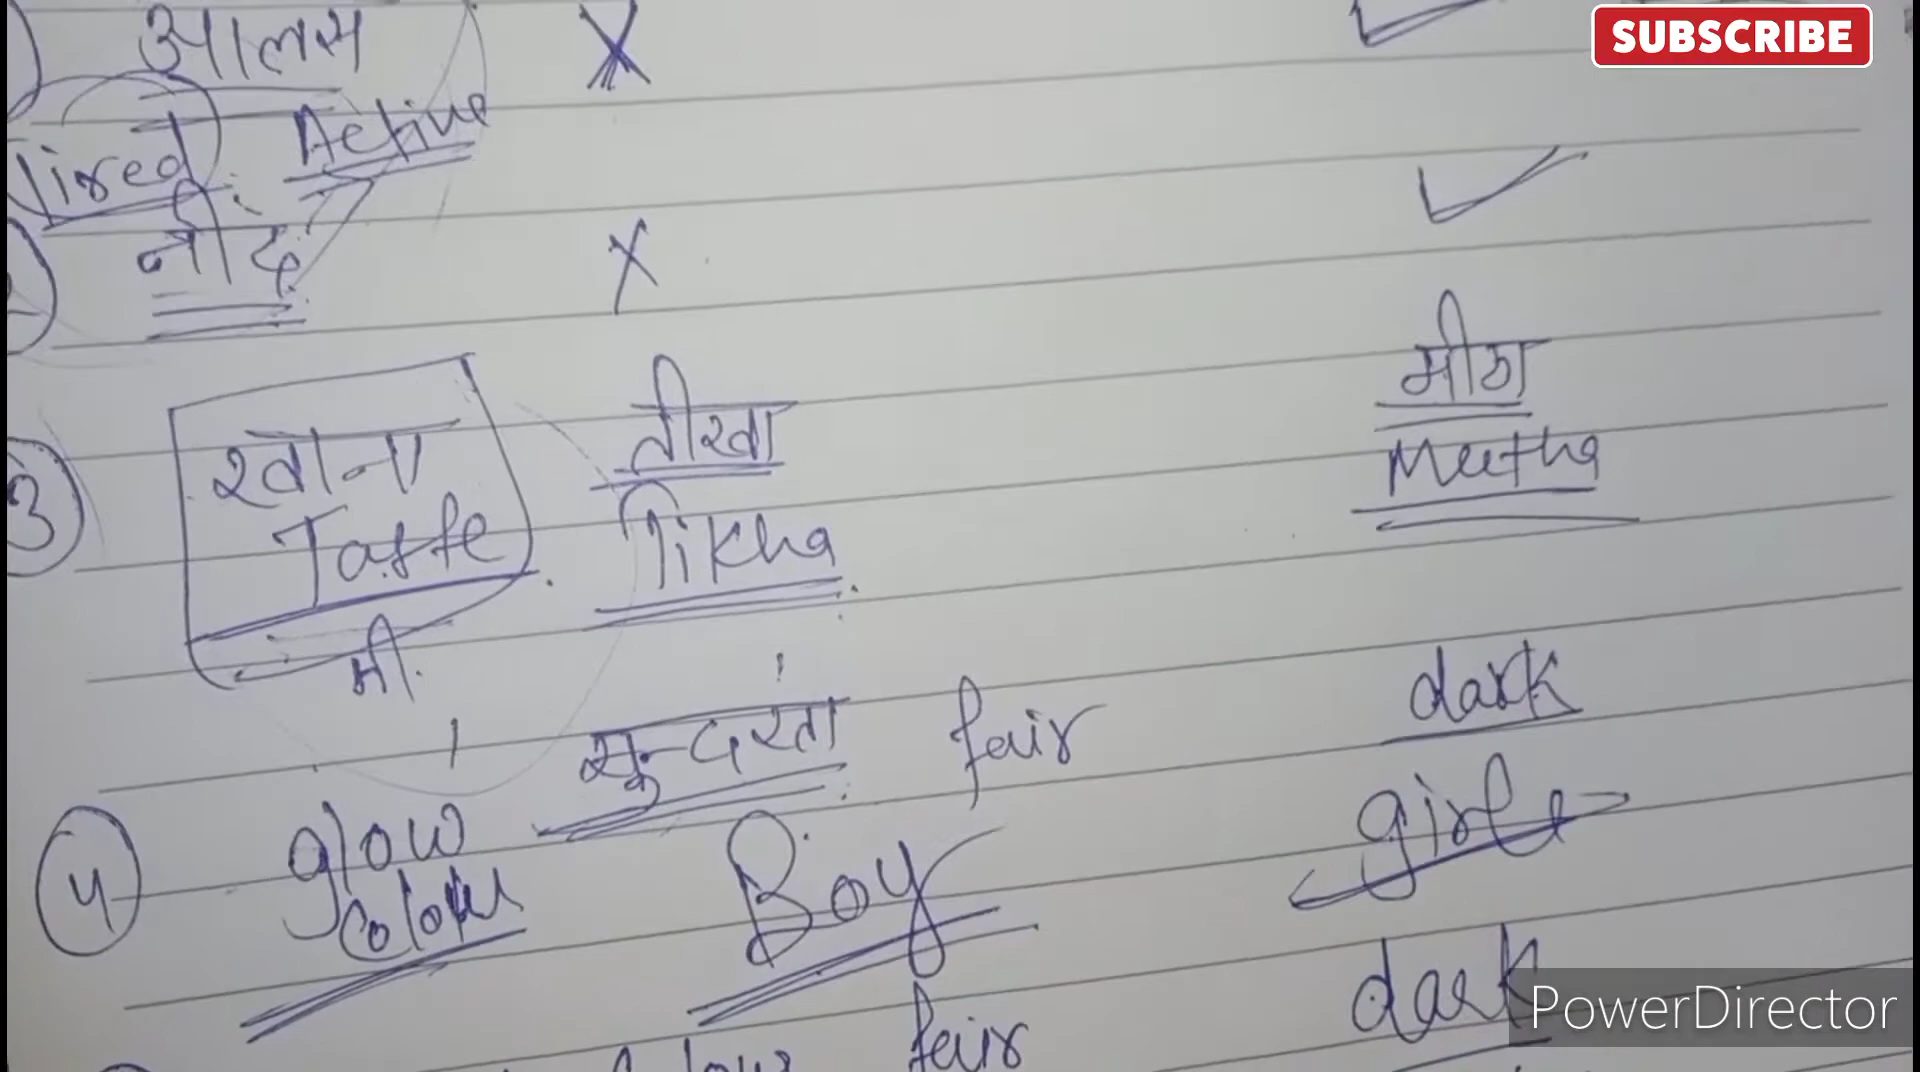 SUBSCRIBE
आलस
Tired Active
नींद
3 खाना तीखा मीठा
Taste Tikha Meetha
मी.
सुन्दरता fair dark
4 glow Boy girl
colour
fair dark
PowerDirector